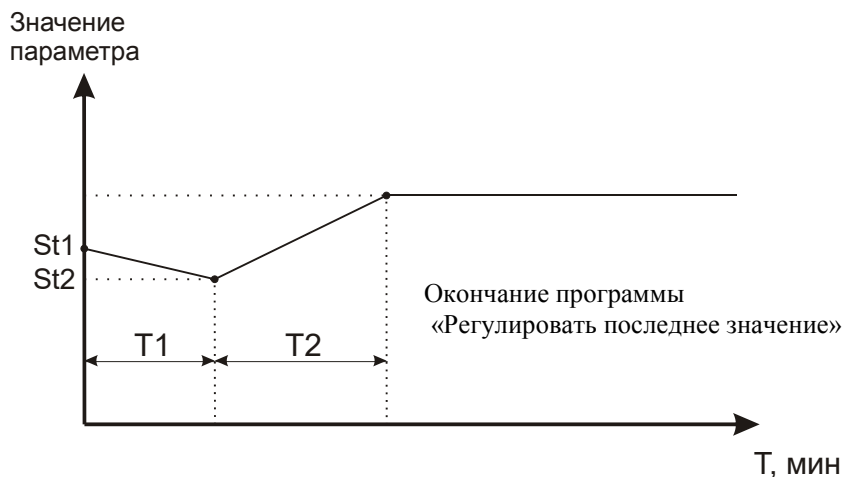 Значение
параметра
St1
St2
T1
T2
Окончание программы
«Регулировать последнее значение»
T, мин